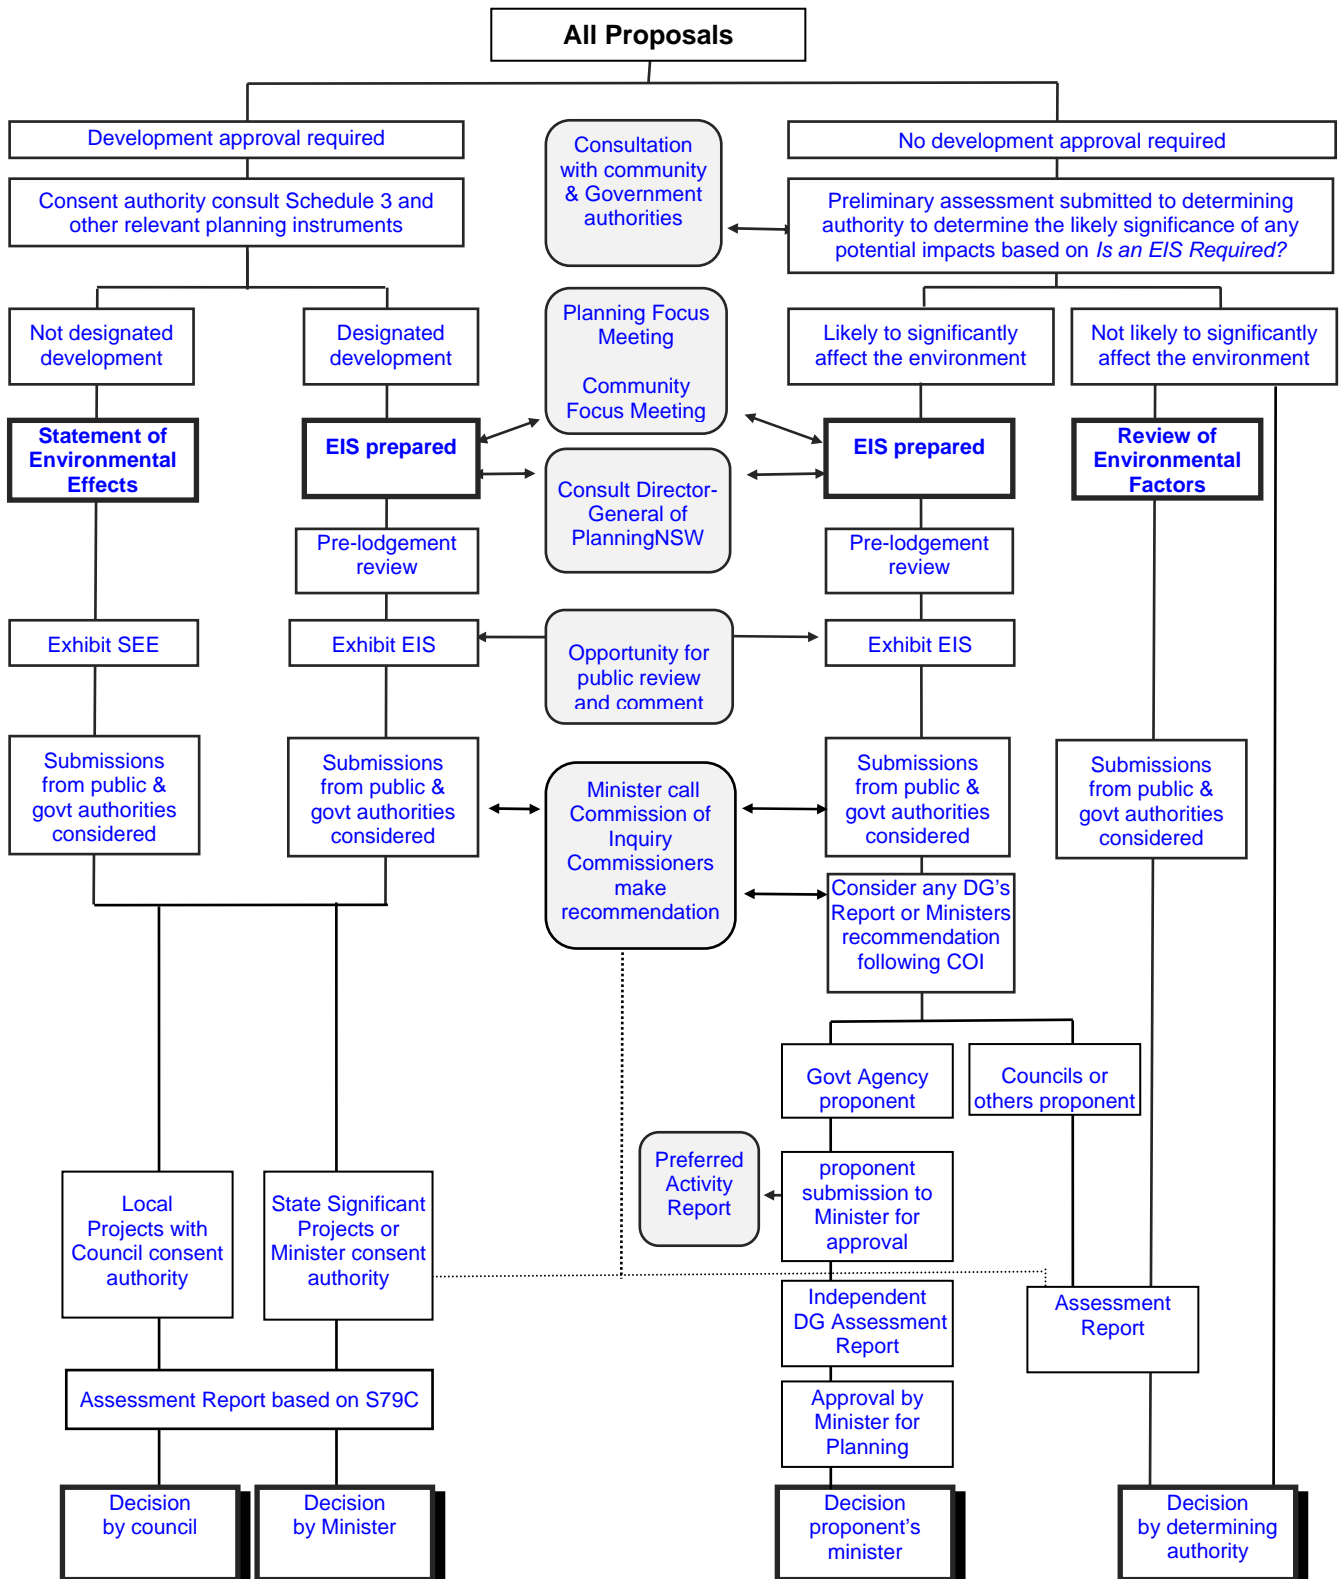 All Proposals
Development approval required
Consultation
with community
& Government
authorities
No development approval required
Consent authority consult Schedule 3 and
other relevant planning instruments
Preliminary assessment submitted to determining
authority to determine the likely significance of any
potential impacts based on Is an EIS Required?
Not designated
development
Designated
development
Planning Focus
Meeting
Community
Focus Meeting
Likely to significantly
affect the environment
Not likely to significantly
affect the environment
Statement of
Environmental
Effects
EIS prepared
EIS prepared
Review of
Environmental
Factors
Consult Director-
General of
PlanningNSW
Pre-lodgement
review
Pre-lodgement
review
Exhibit SEE
Exhibit EIS
Opportunity for
public review
and comment
Exhibit EIS
Submissions
from public &
govt authorities
considered
Submissions
from public &
govt authorities
considered
Minister call
Commission of
Inquiry
Commissioners
make
recommendation
Submissions
from public &
govt authorities
considered
Submissions
from public &
govt authorities
considered
Consider any DG's
Report or Ministers
recommendation
following COI
Govt Agency
proponent
Councils or
others proponent
Preferred
Activity
Report
proponent
submission to
Minister for
approval
Local
Projects with
Council consent
authority
State Significant
Projects or
Minister consent
authority
Independent
DG Assessment
Report
Assessment
Report
Assessment Report based on S79C
Approval by
Minister for
Planning
Decision
by council
Decision
by Minister
Decision
proponent's
minister
Decision
by determining
authority